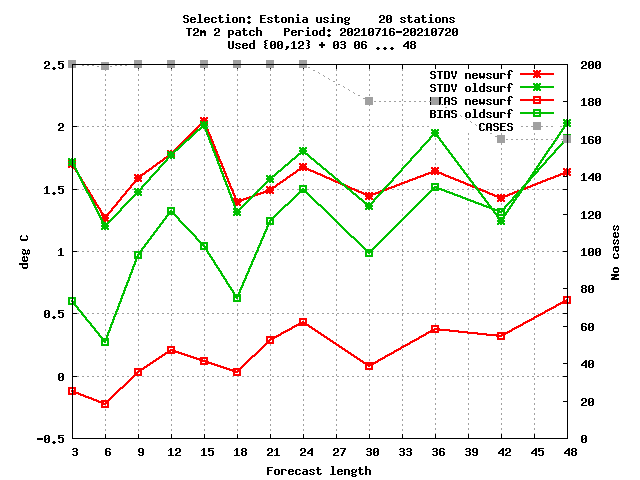 Selection: Estonia using 20 stations
T2m 2 patch Period: 20210716-20210720
Used {00,12} + 03 06 ... 48
STDV newsurf
STDV oldsurf
BIAS newsurf
BIAS oldsurf
CASES
2.5
2
1.5
1
0.5
0
-0.5
deg C
200
180
160
140
120
100
80
60
40
20
0
No cases
3 6 9 12 15 18 21 24 27 30 33 36 39 42 45 48
Forecast length